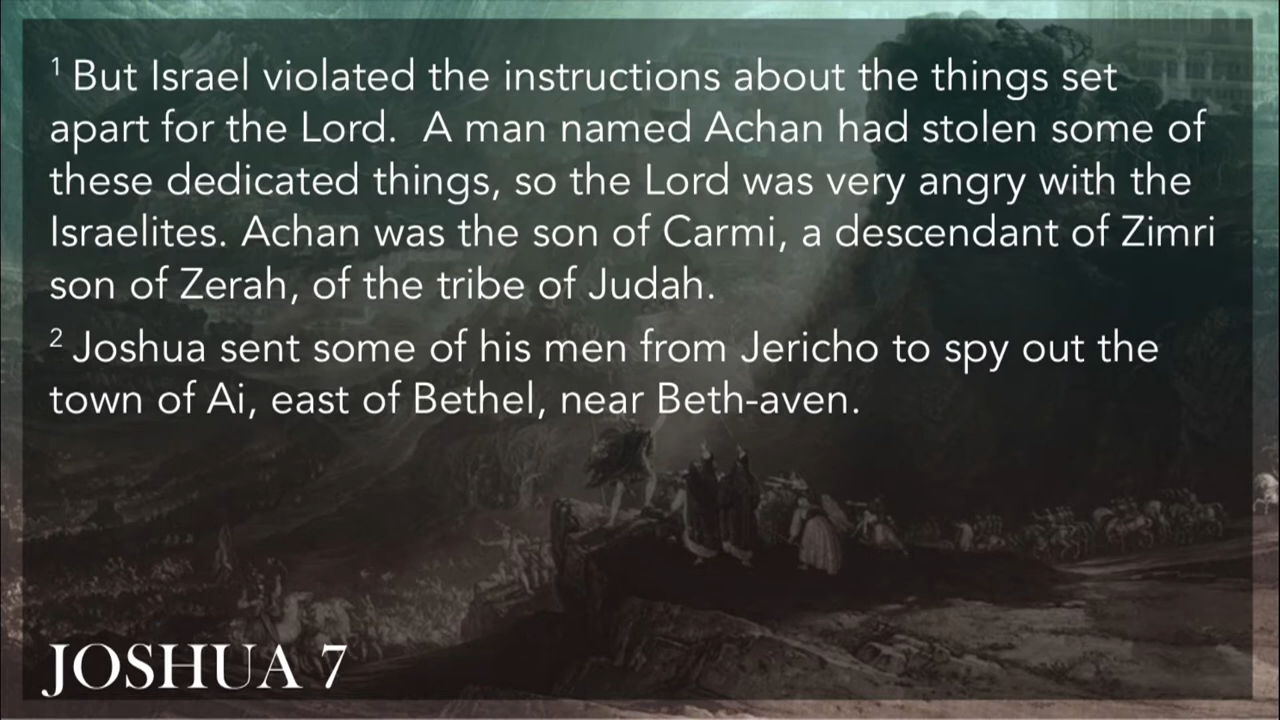 ¹ But Israel violated the instructions about the things set
apart for the Lord.  A man named Achan had stolen some of
these dedicated things, so the Lord was very angry with the
Israelites. Achan was the son of Carmi, a descendant of Zimri
son of Zerah, of the tribe of Judah.
² Joshua sent some of his men from Jericho to spy out the
town of Ai, east of Bethel, near Beth-aven.
JOSHUA 7